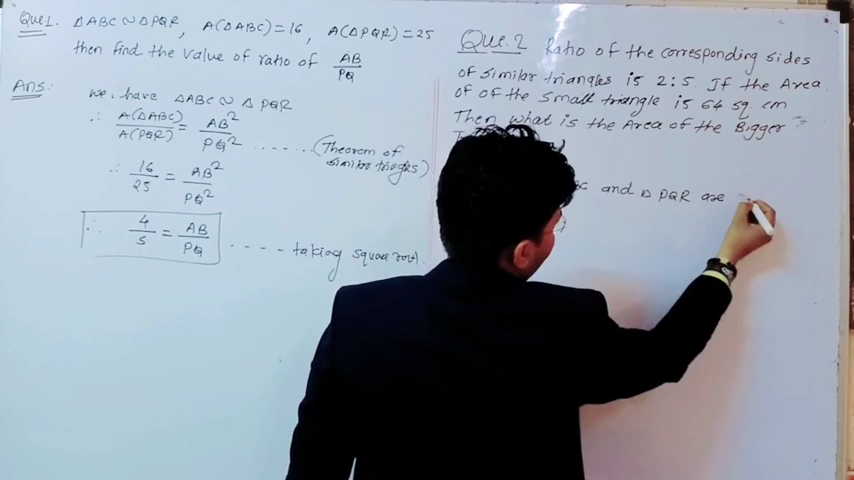 Que 1. △ABC ∼ △PQR, A(△ABC)=16, A(△PQR)=25
then find the value of ratio of AB/PQ
Ans:
we have △ABC ∼ △PQR
∴ A(△ABC)/A(PQR) = AB²/PQ² ....... (Theorem of similar triagles)
∴ 16/25 = AB²/PQ²
∴ 4/5 = AB/PQ .... taking square root.
Que. 2 Ratio of the corresponding sides
of similar triangles is 2:5. If the Area
of of the small triangle is 64 sq. cm
Then what is the Area of the Bigger
and △ PQR are